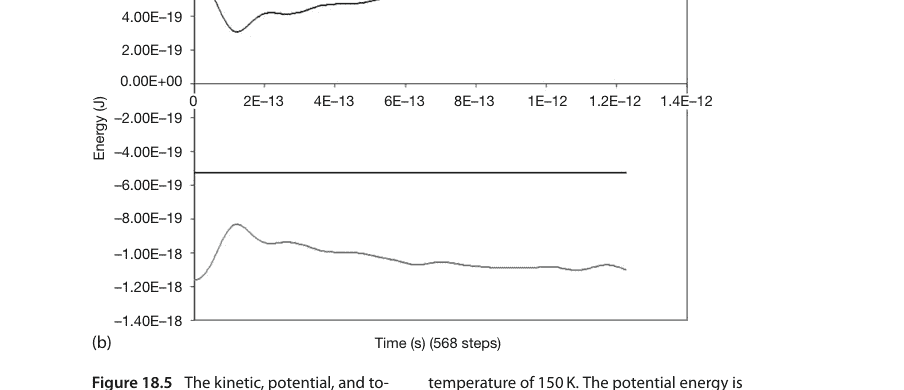 4.00E–19
2.00E–19
0.00E+00
0 2E–13 4E–13 6E–13 8E–13 1E–12 1.2E–12 1.4E–12
Energy (J)
–2.00E–19
–4.00E–19
–6.00E–19
–8.00E–19
–1.00E–18
–1.20E–18
–1.40E–18
(b) Time (s) (568 steps)
Figure 18.5 The kinetic, potential, and to-
temperature of 150 K. The potential energy is